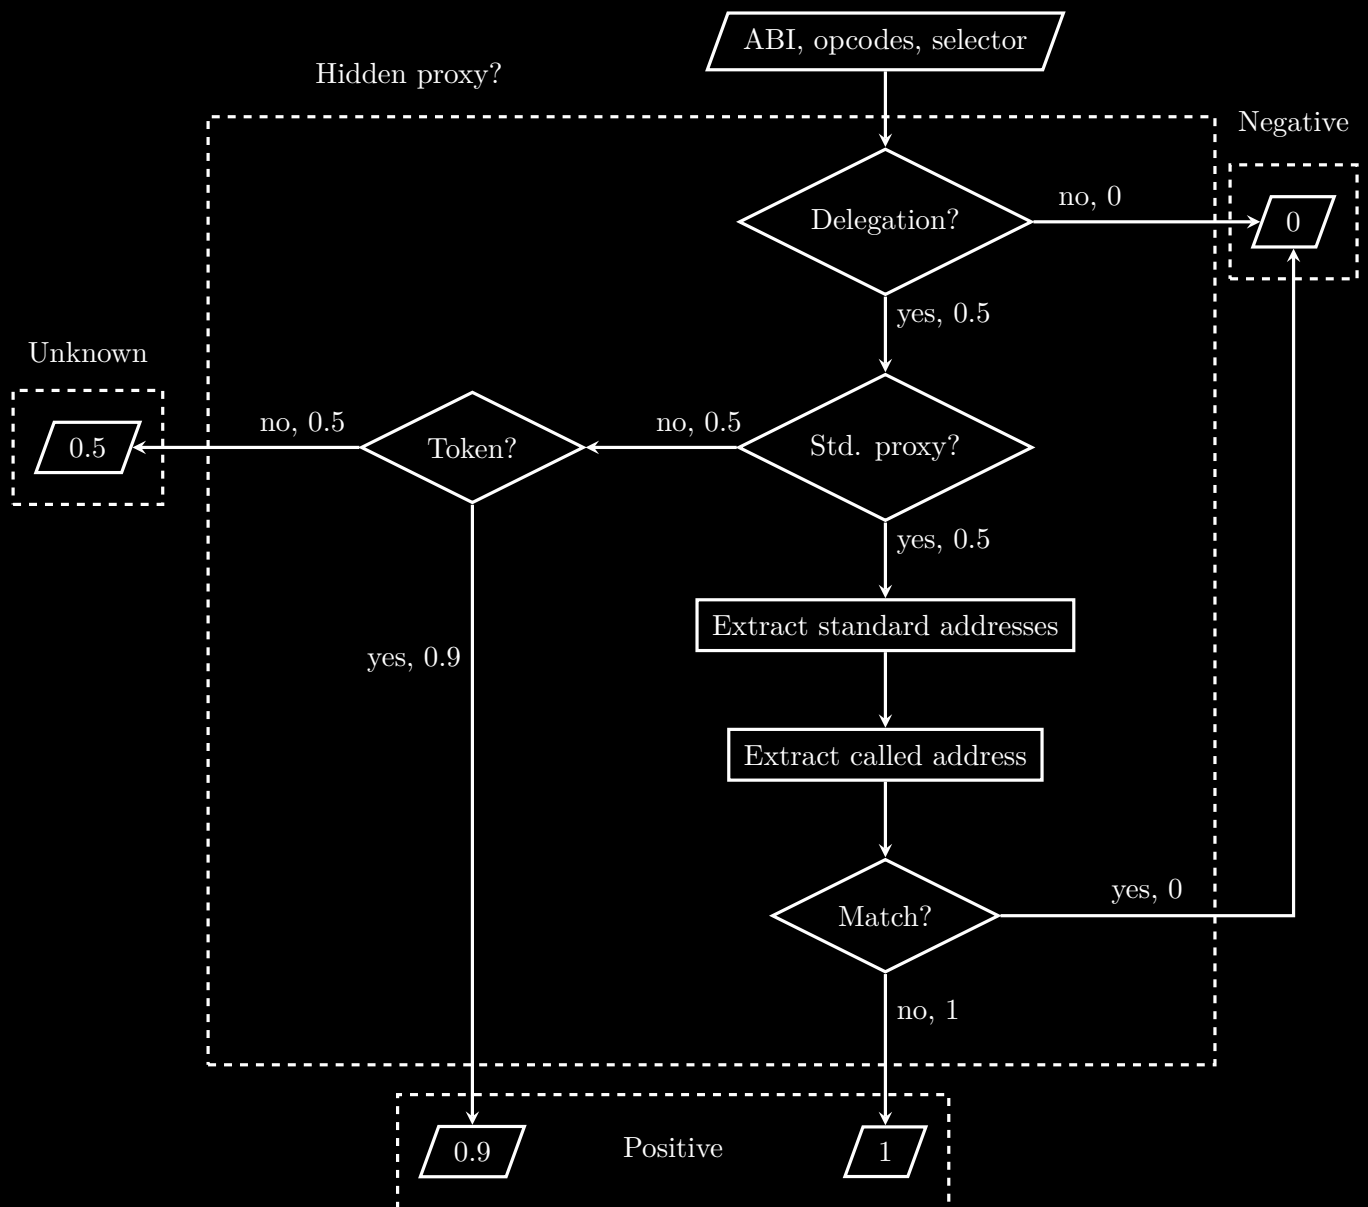 ABI, opcodes, selector
Hidden proxy?
Negative
Delegation?
no, 0
0
yes, 0.5
Unknown
0.5
no, 0.5
Token?
no, 0.5
Std. proxy?
yes, 0.5
Extract standard addresses
yes, 0.9
Extract called address
Match?
yes, 0
no, 1
0.9
Positive
1